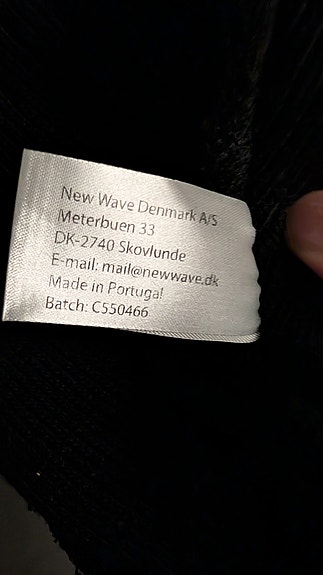 New Wave Denmark A/S
Meterbuen 33
DK-2740 Skovlunde
E-mail: mail@newwave.dk
Made in Portugal
Batch: C550466